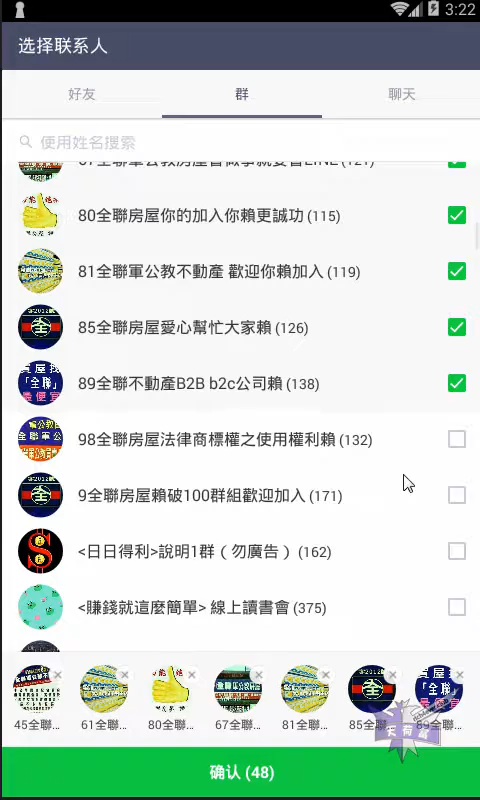 3:22
选择联系人
好友
群
聊天
使用姓名搜索
80全聯房屋你的加入你賴更誠功 (115)
81全聯軍公教不動產 歡迎你賴加入 (119)
85全聯房屋愛心幫忙大家賴 (126)
89全聯不動產B2B b2c公司賴 (138)
98全聯房屋法律商標權之使用權利賴 (132)
9全聯房屋賴破100群組歡迎加入 (171)
<日日得利>說明1群（勿廣告）(162)
<賺錢就這麼簡單> 線上讀書會 (375)
45全聯...
61全聯...
80全聯...
67全聯...
81全聯...
85全聯...
89全聯...
确认 (48)